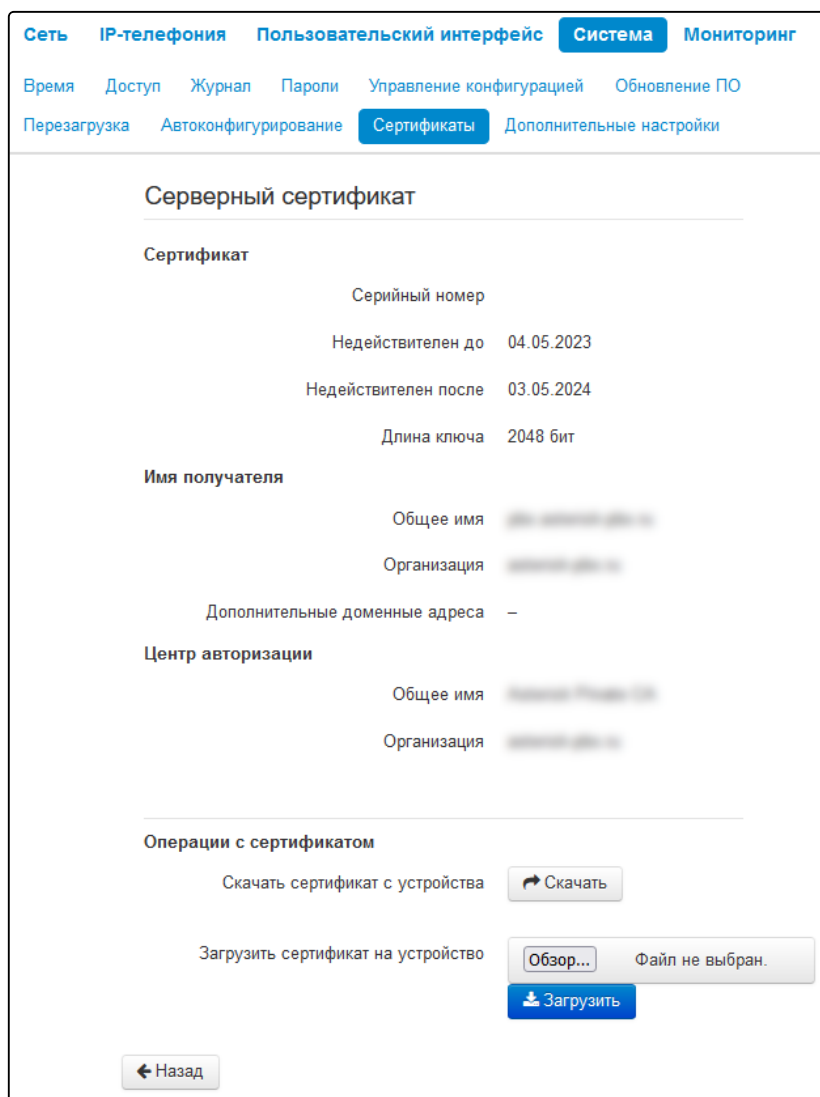 Сеть IP-телефония Пользовательский интерфейс Система Мониторинг
Время Доступ Журнал Пароли Управление конфигурацией Обновление ПО
Перезагрузка Автоконфигурирование Сертификаты Дополнительные настройки
Серверный сертификат
Сертификат
Серийный номер
Недействителен до 04.05.2023
Недействителен после 03.05.2024
Длина ключа 2048 бит
Имя получателя
Общее имя
Организация
Дополнительные доменные адреса –
Центр авторизации
Общее имя
Организация
Операции с сертификатом
Скачать сертификат с устройства Скачать
Загрузить сертификат на устройство Обзор... Файл не выбран.
Загрузить
Назад